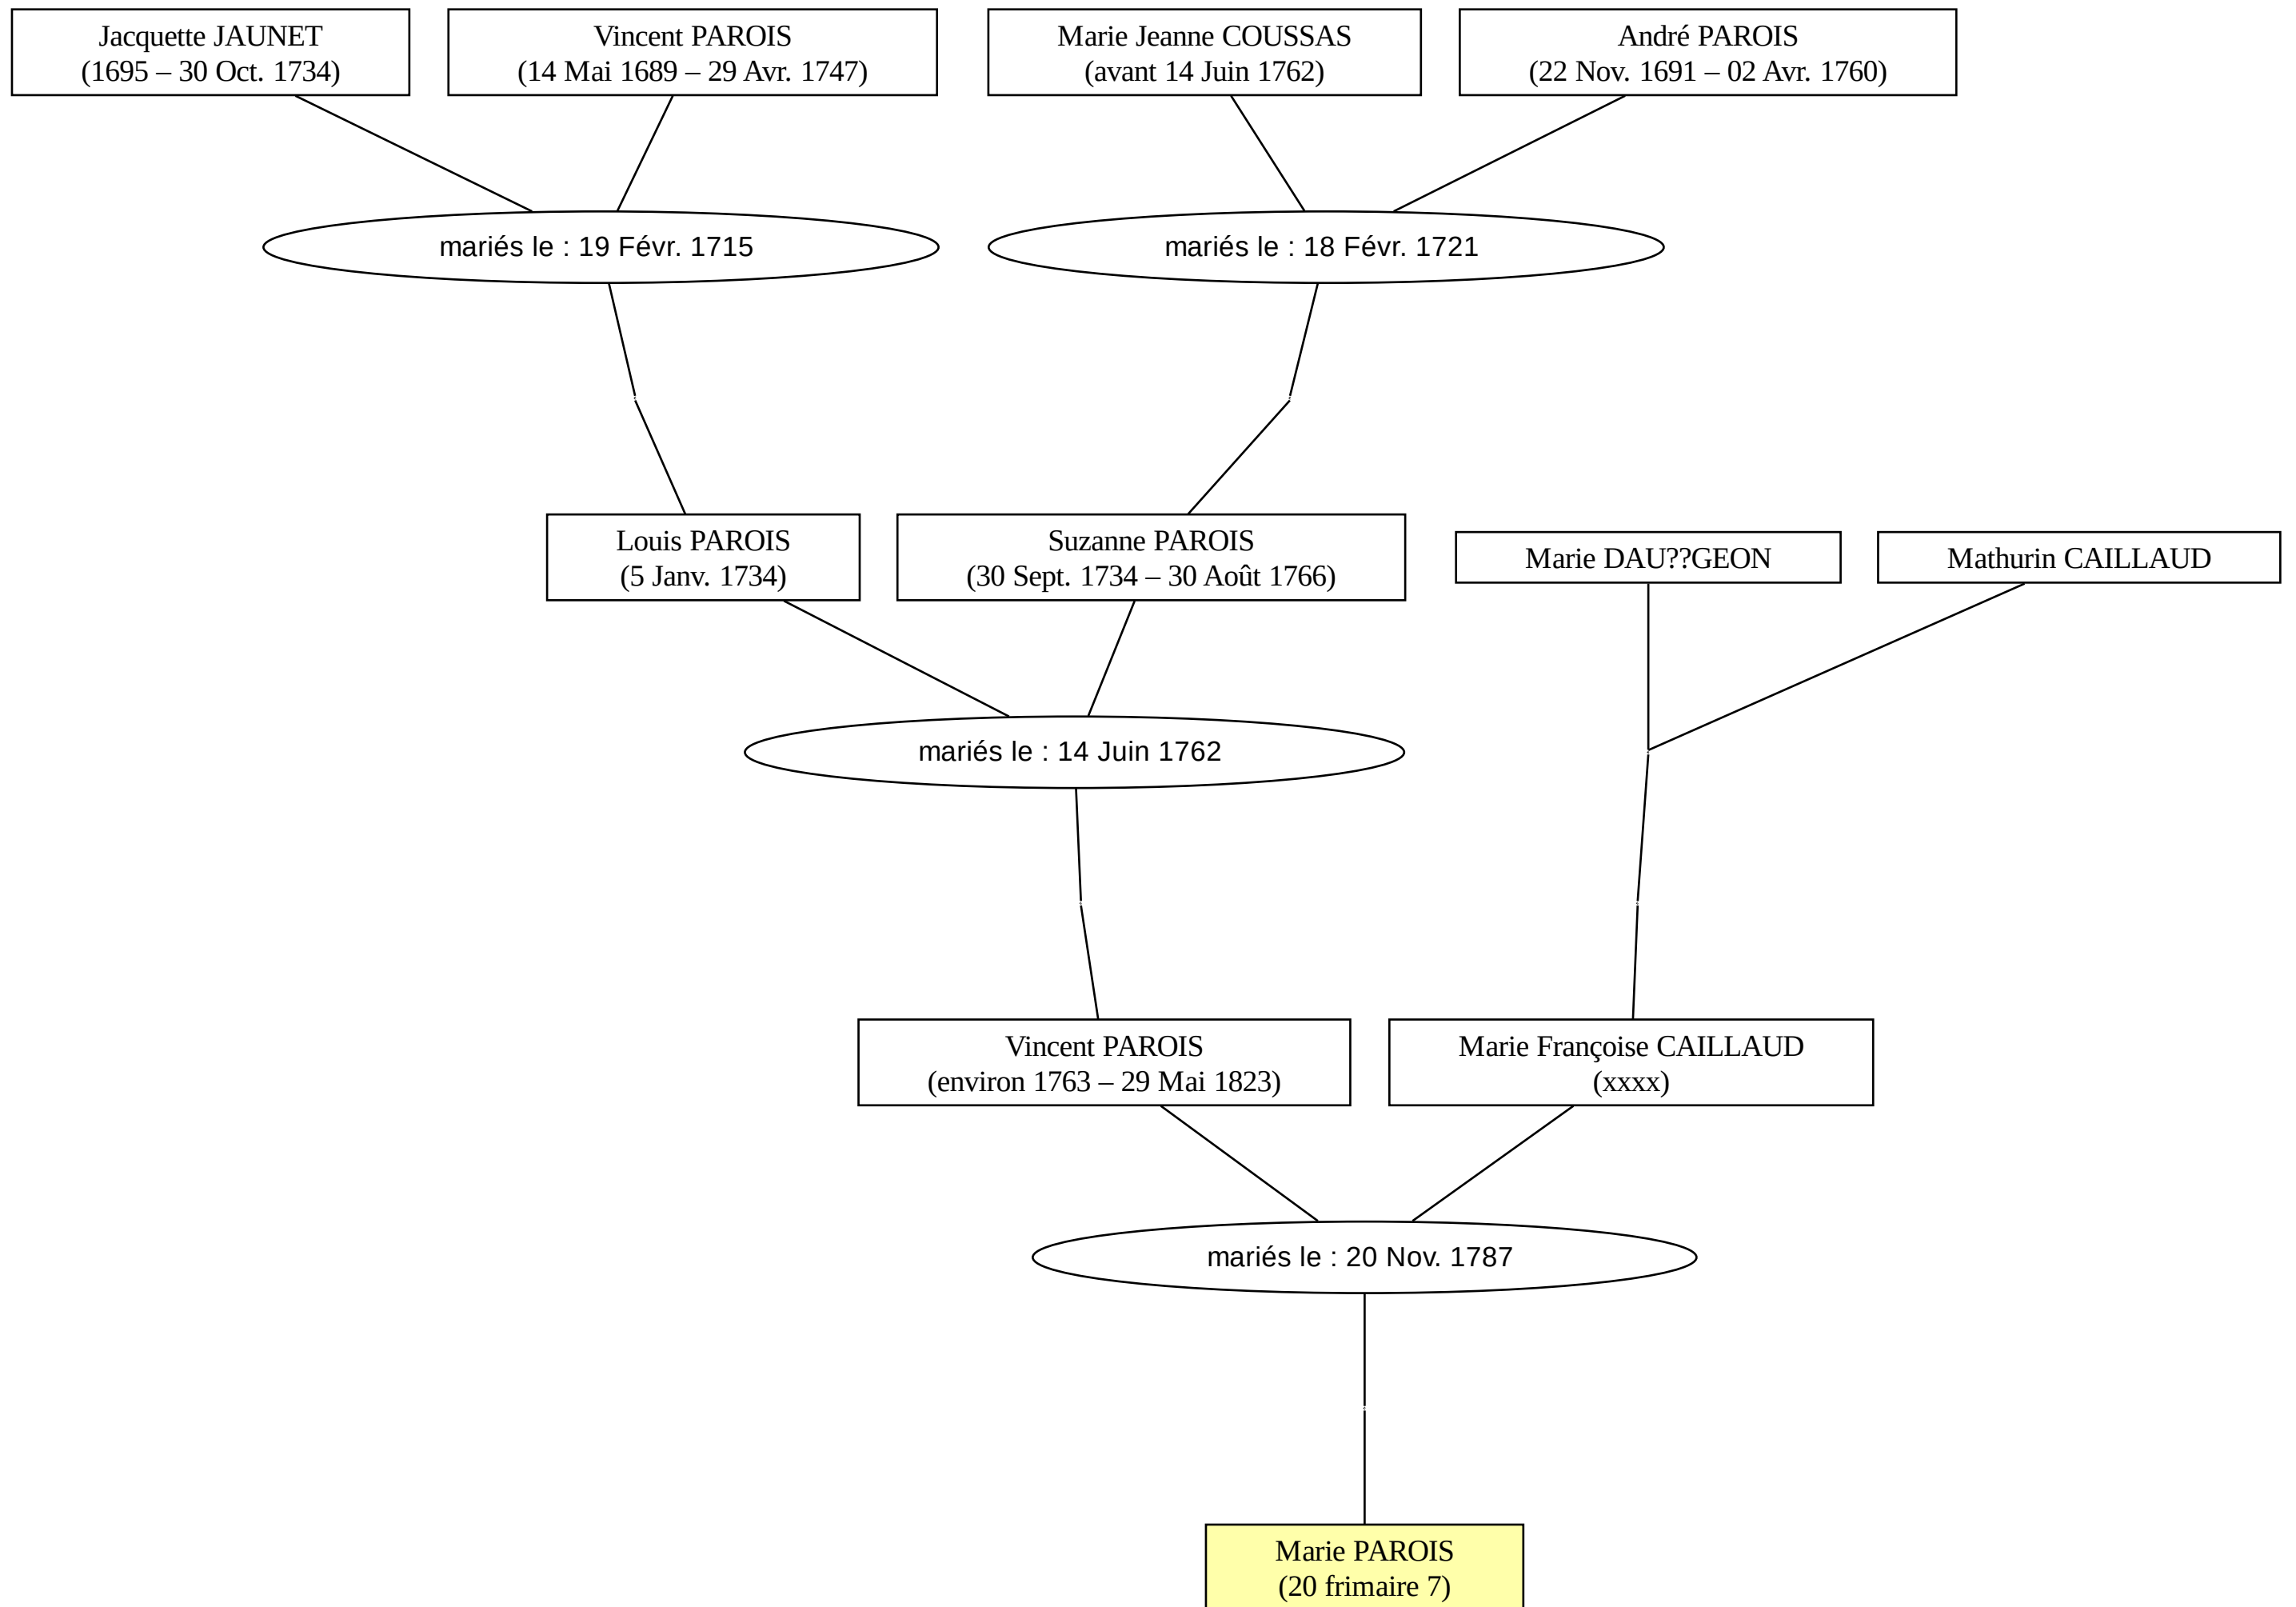 Jacquette JAUNET
(1695 – 30 Oct. 1734)
Vincent PAROIS
(14 Mai 1689 – 29 Avr. 1747)
Marie Jeanne COUSSAS
(avant 14 Juin 1762)
André PAROIS
(22 Nov. 1691 – 02 Avr. 1760)
mariés le : 19 Févr. 1715
mariés le : 18 Févr. 1721
Louis PAROIS
(5 Janv. 1734)
Suzanne PAROIS
(30 Sept. 1734 – 30 Août 1766)
Marie DAU??GEON
Mathurin CAILLAUD
mariés le : 14 Juin 1762
Vincent PAROIS
(environ 1763 – 29 Mai 1823)
Marie Françoise CAILLAUD
(xxxx)
mariés le : 20 Nov. 1787
Marie PAROIS
(20 frimaire 7)